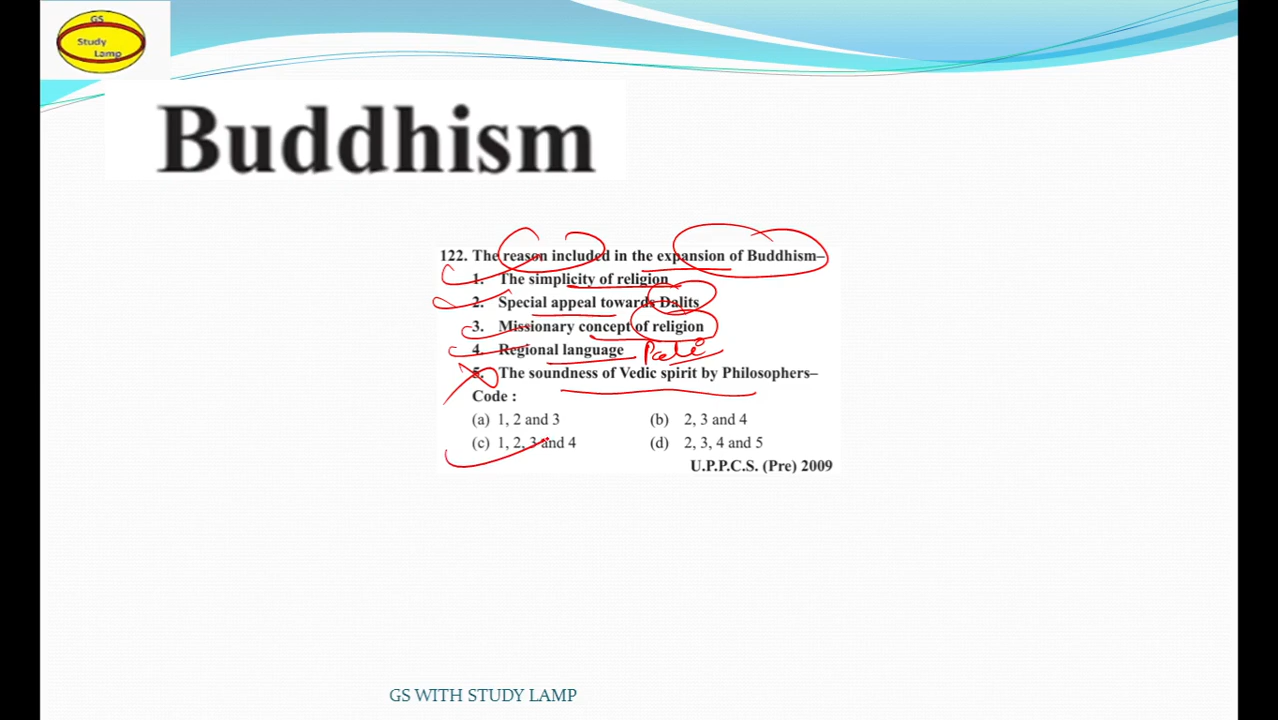 GS
Study
Lamp
Buddhism
122. The reason included in the expansion of Buddhism–
1. The simplicity of religion
2. Special appeal towards Dalits
3. Missionary concept of religion
4. Regional language Pali
5. The soundness of Vedic spirit by Philosophers–
Code :
(a) 1, 2 and 3 (b) 2, 3 and 4
(c) 1, 2, 3 and 4 (d) 2, 3, 4 and 5
U.P.P.C.S. (Pre) 2009
GS WITH STUDY LAMP